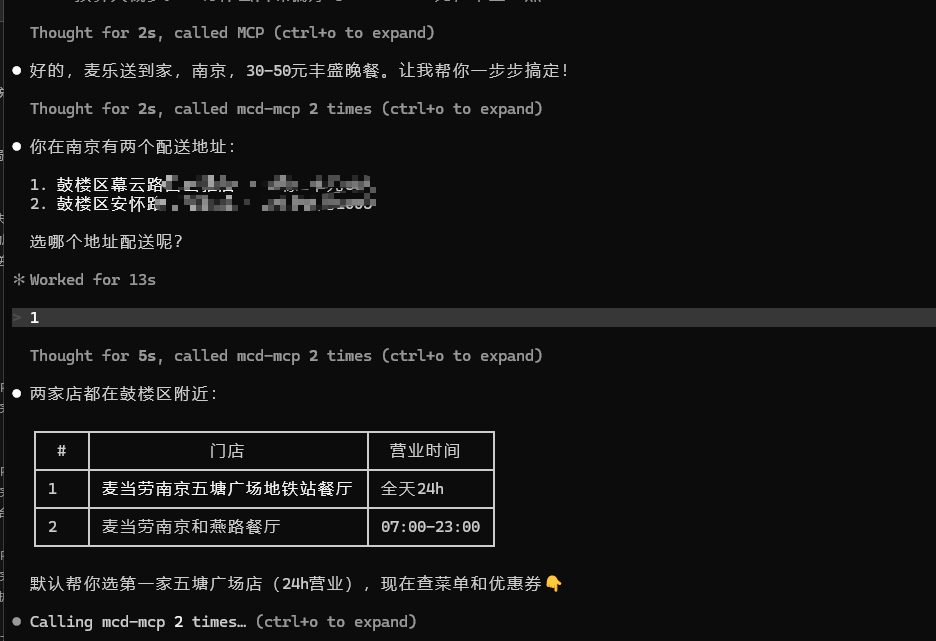 Thought for 2s, called MCP (ctrl+o to expand)
● 好的，麦乐送到家，南京，30-50元丰盛晚餐。让我帮你一步步搞定！
Thought for 2s, called mcd-mcp 2 times (ctrl+o to expand)
● 你在南京有两个配送地址：
1. 鼓楼区幕云路
2. 鼓楼区安怀路
选哪个地址配送呢？
✻ Worked for 13s
> 1
Thought for 5s, called mcd-mcp 2 times (ctrl+o to expand)
● 两家店都在鼓楼区附近：
# 门店 营业时间
1 麦当劳南京五塘广场地铁站餐厅 全天24h
2 麦当劳南京和燕路餐厅 07:00-23:00
默认帮你选第一家五塘广场店（24h营业），现在查菜单和优惠券👇
● Calling mcd-mcp 2 times… (ctrl+o to expand)